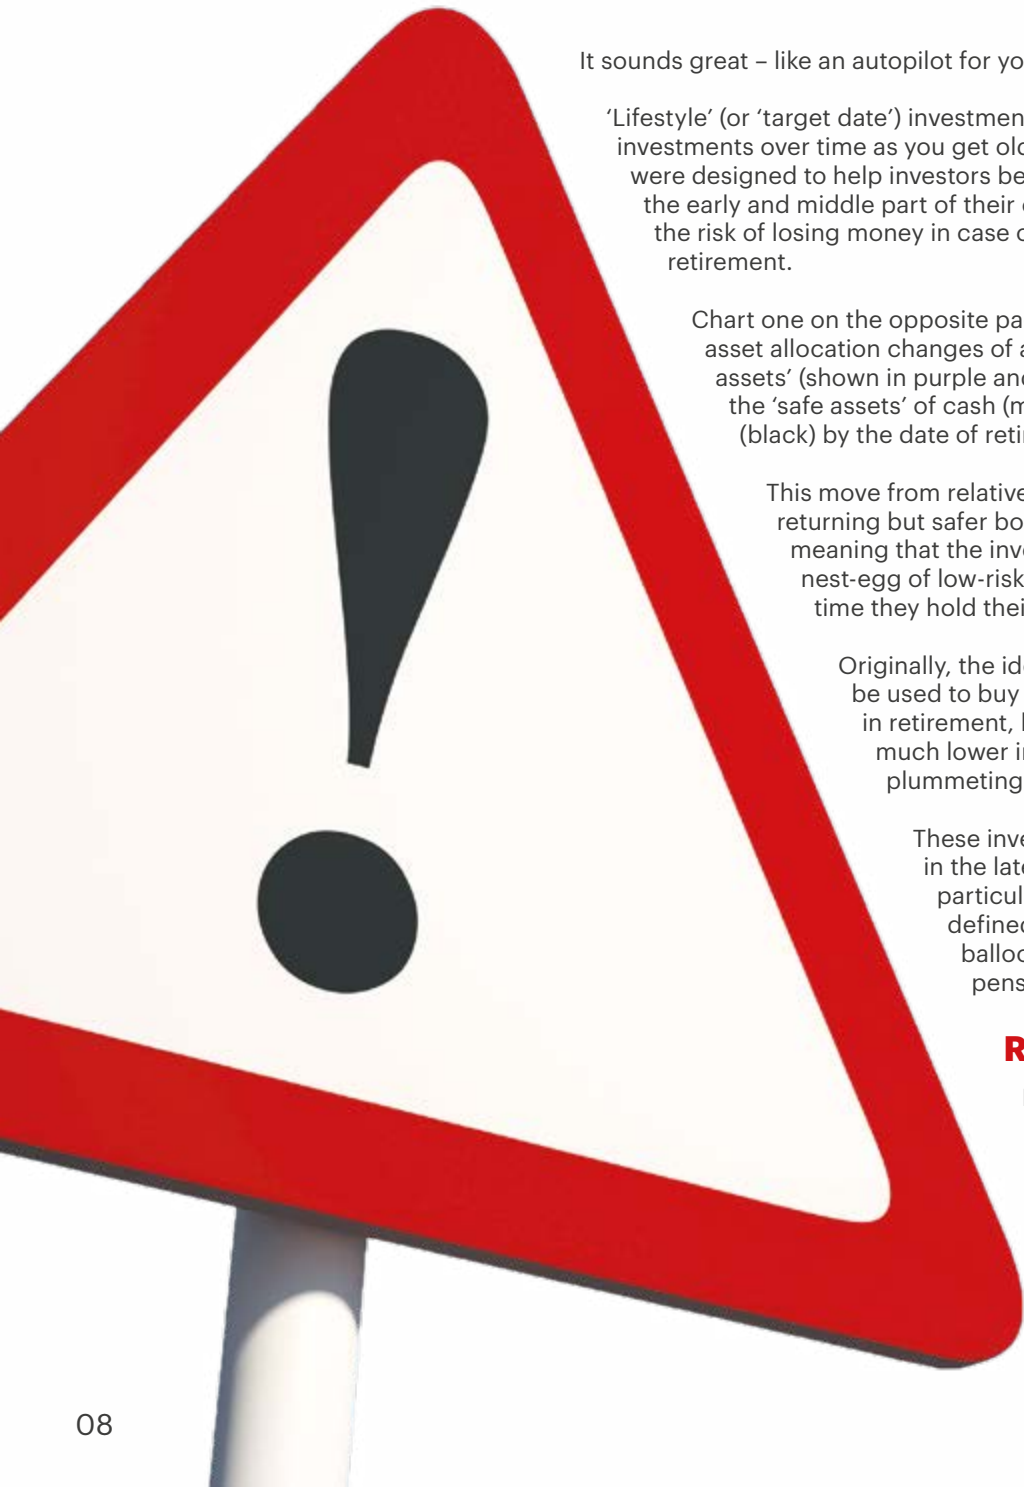 It sounds great – like an autopilot for yo
‘Lifestyle’ (or ‘target date’) investmen
investments over time as you get old
were designed to help investors be
the early and middle part of their
the risk of losing money in case
retirement.
Chart one on the opposite pa
asset allocation changes of a
assets’ (shown in purple and
the ‘safe assets’ of cash (m
(black) by the date of reti
This move from relative
returning but safer bo
meaning that the inve
nest-egg of low-risk
time they hold thei
Originally, the ide
be used to buy
in retirement,
much lower i
plummeting
These inve
in the late
particul
defined
balloo
pens
R
08